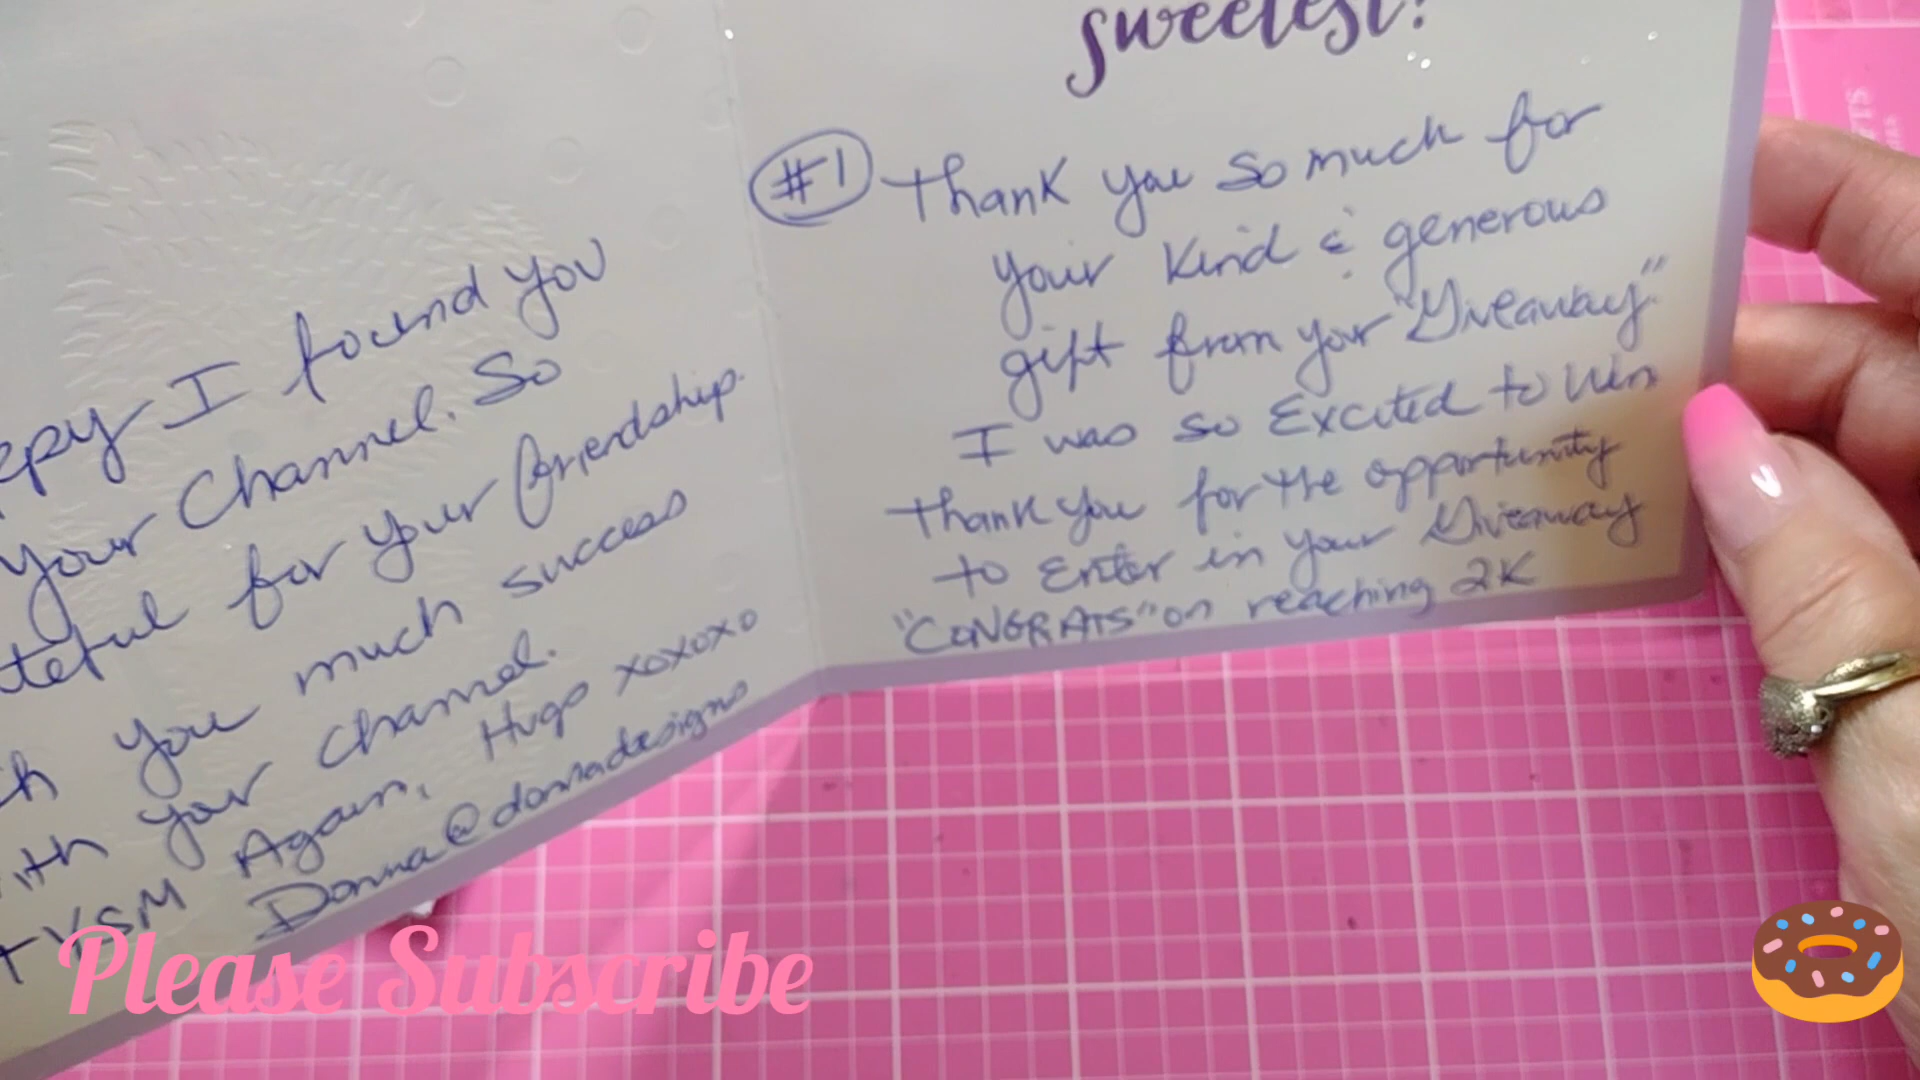 sweetest!
#1 Thank you so much for
your kind & generous
gift from your "Giveaway"
I was so Excited to win
Thank you for the opportunity
to Enter in your Giveaway
"CONGRATS" on reaching 2K
I found you
your Channel. So
for your friendship.
you much success
with your channel.
TYSM Again, Hugs xoxoxo
Donna@donnadesigns
Please Subscribe